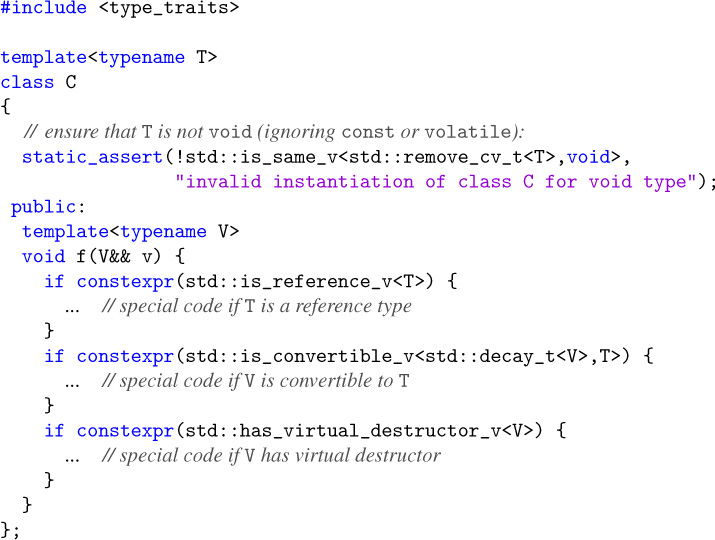 #include <type_traits>

template<typename T>
class C
{
  // ensure that T is not void (ignoring const or volatile):
  static_assert(!std::is_same_v<std::remove_cv_t<T>,void>,
                "invalid instantiation of class C for void type");
 public:
  template<typename V>
  void f(V&& v) {
    if constexpr(std::is_reference_v<T>) {
      ...  // special code if T is a reference type
    }
    if constexpr(std::is_convertible_v<std::decay_t<V>,T>) {
      ...  // special code if V is convertible to T
    }
    if constexpr(std::has_virtual_destructor_v<V>) {
      ...  // special code if V has virtual destructor
    }
  }
};